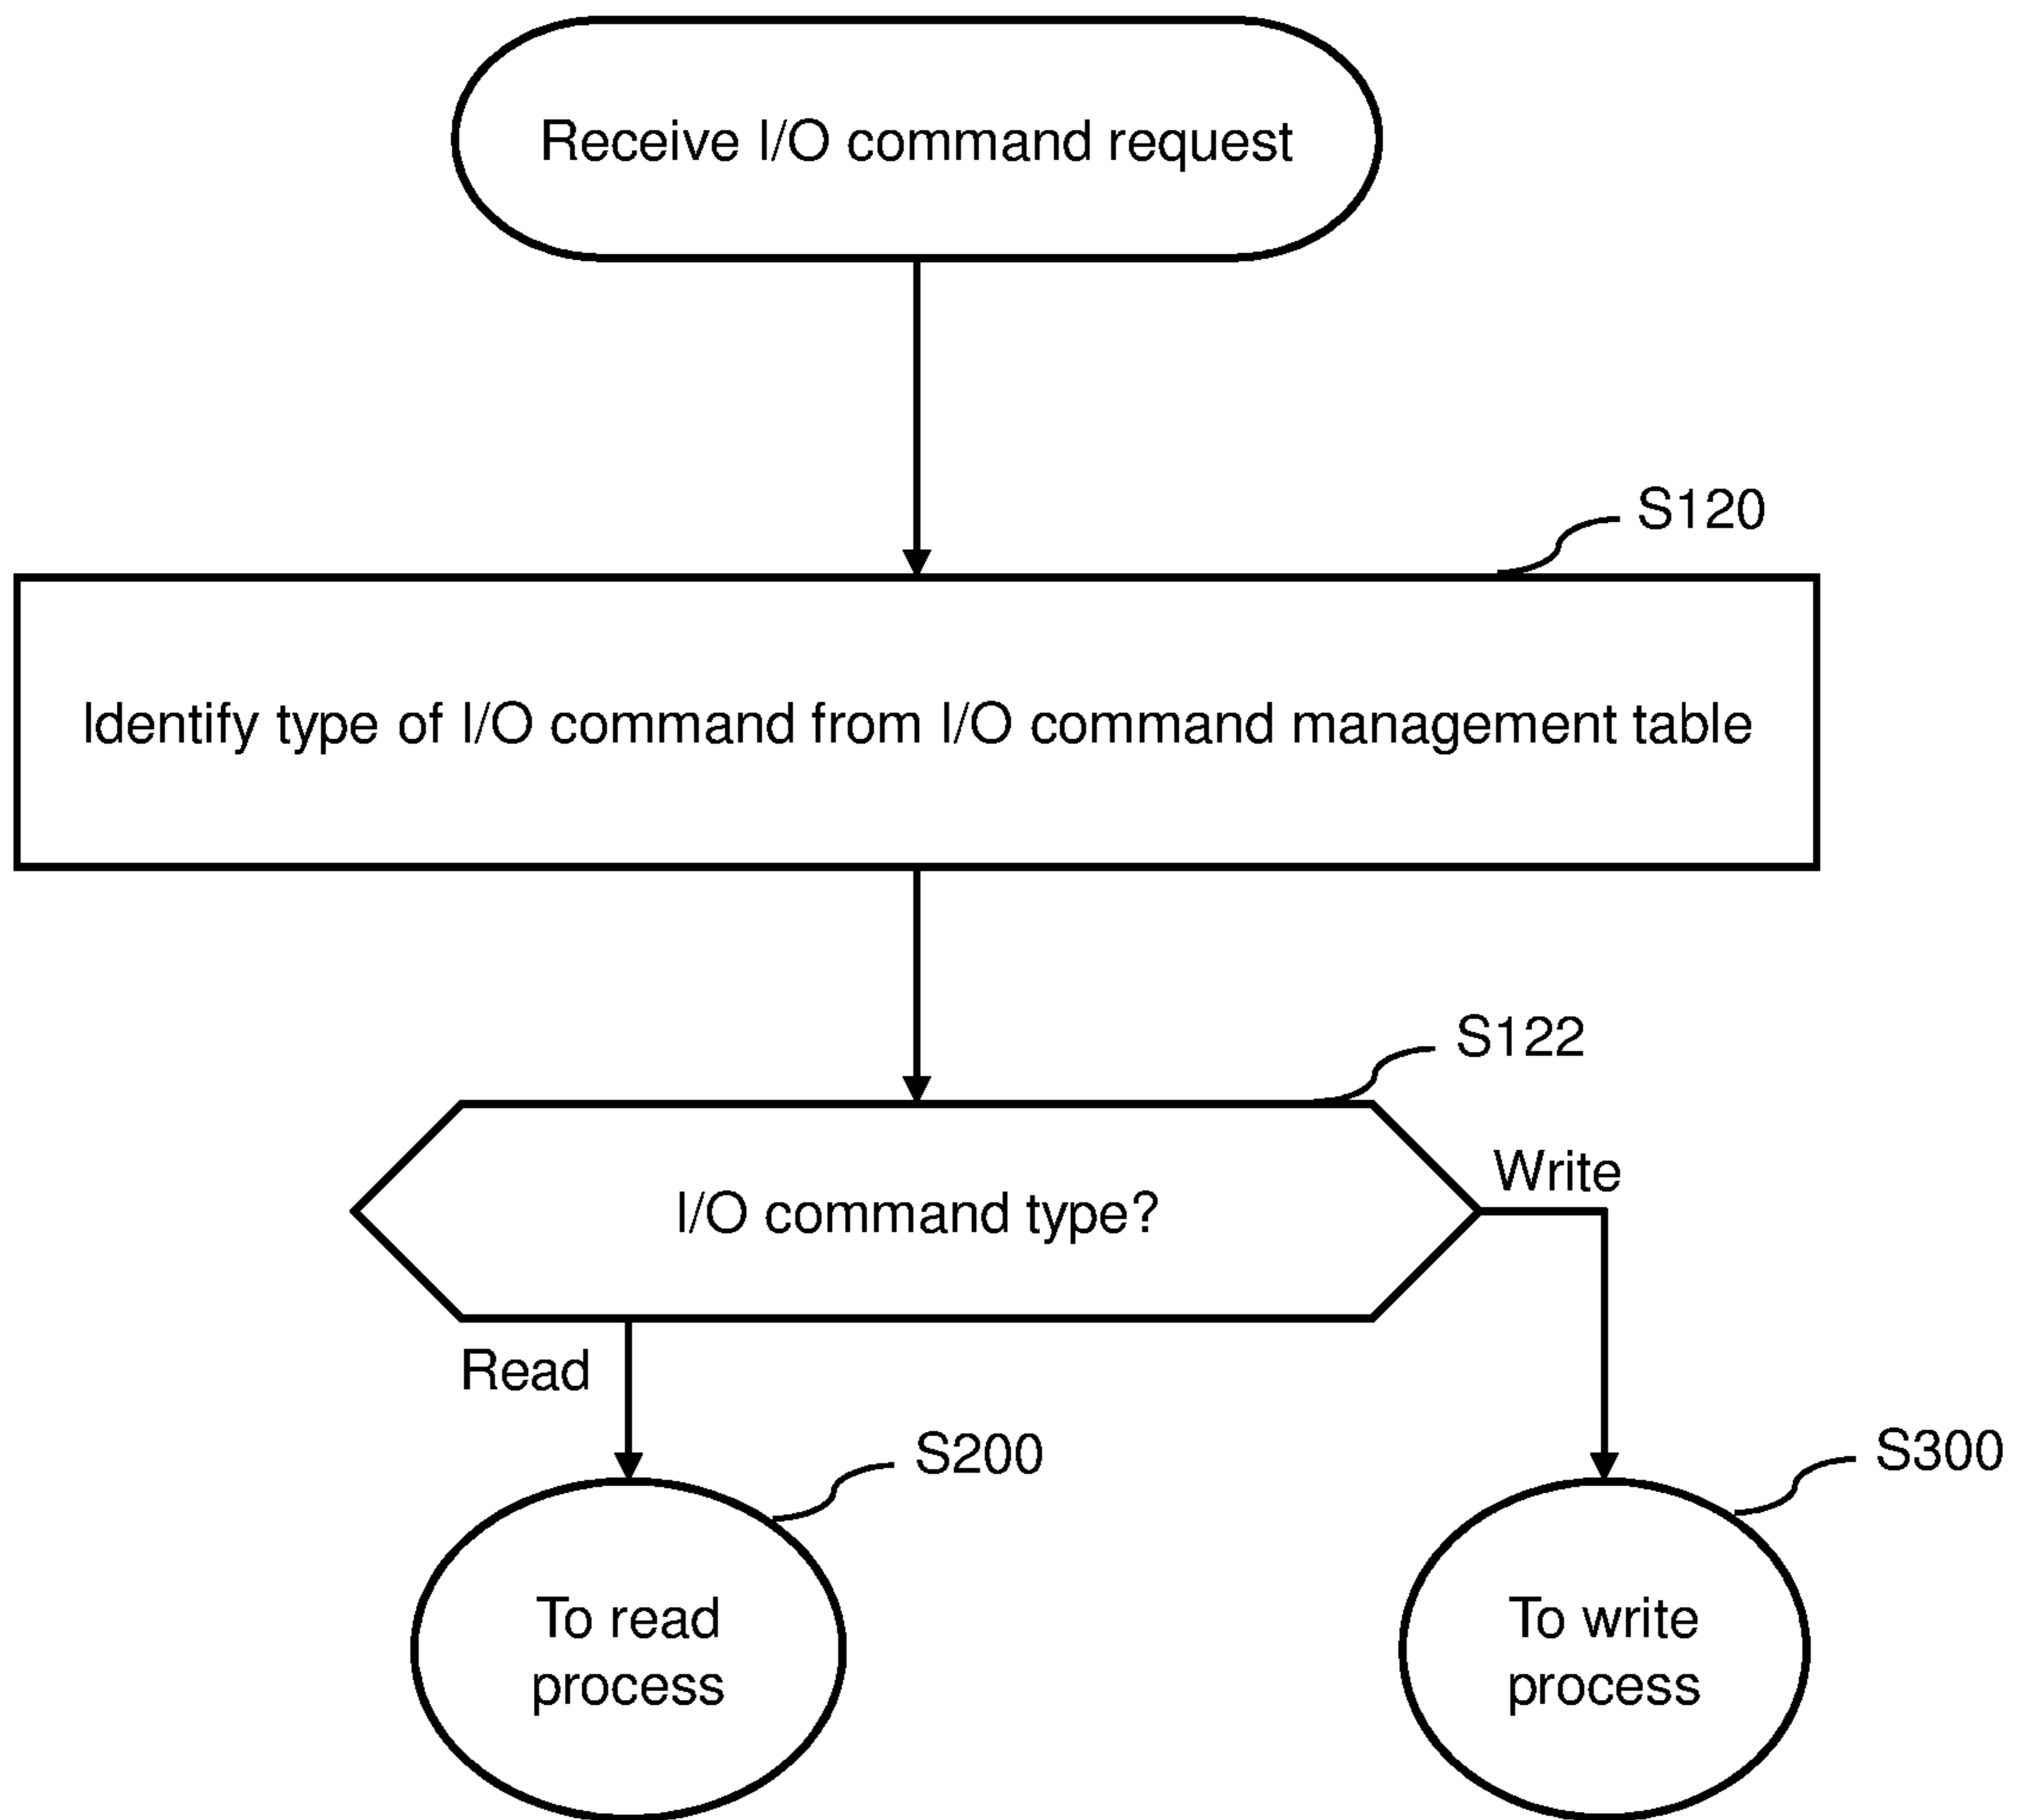 Receive I/O command request
S120
Identify type of I/O command from I/O command management table
S122
I/O command type?
Write
Read
S200
S300
To read
process
To write
process